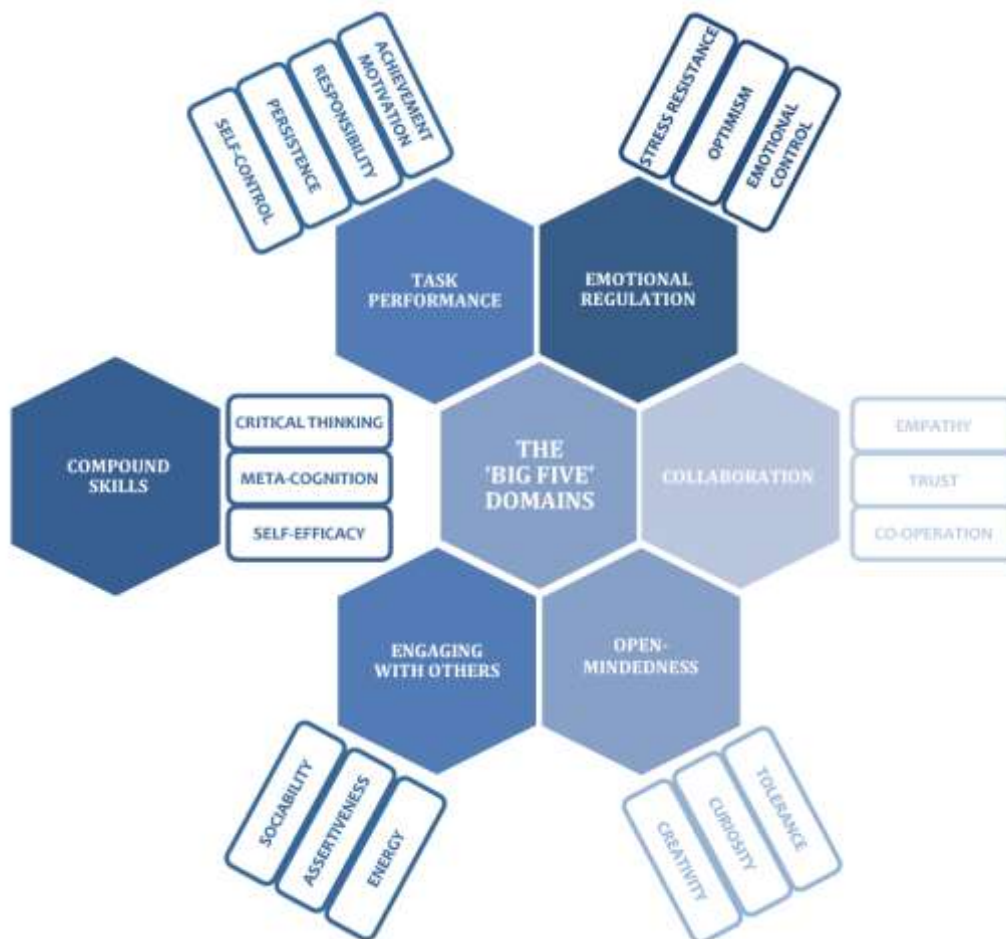 SELF-CONTROL
PERSISTENCE
RESPONSIBILITY
ACHIEVEMENT
MOTIVATION
STRESS RESISTANCE
OPTIMISM
EMOTIONAL
CONTROL
TASK
PERFORMANCE
EMOTIONAL
REGULATION
COMPOUND
SKILLS
CRITICAL THINKING
META-COGNITION
SELF-EFFICACY
THE
‘BIG FIVE’
DOMAINS
COLLABORATION
EMPATHY
TRUST
CO-OPERATION
ENGAGING
WITH OTHERS
OPEN-
MINDEDNESS
SOCIABILITY
ASSERTIVENESS
ENERGY
CREATIVITY
CURIOSITY
TOLERANCE